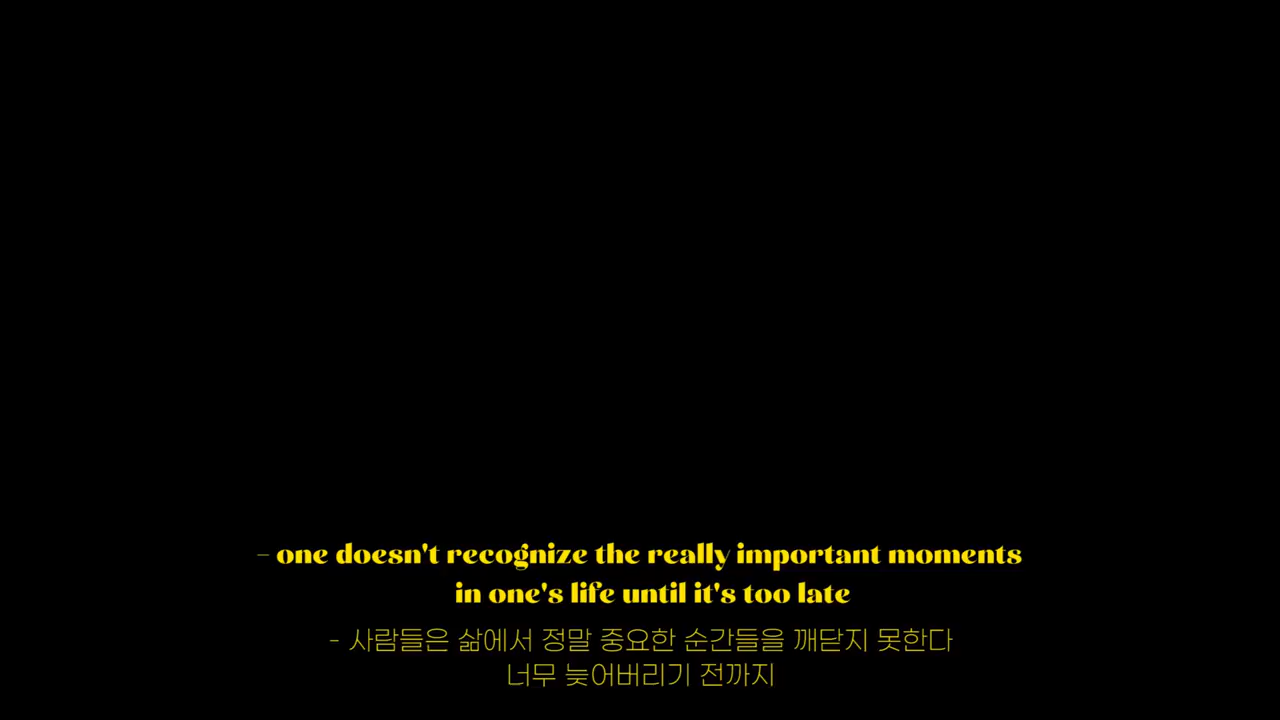 – one doesn't recognize the really important moments
in one's life until it's too late
- 사람들은 삶에서 정말 중요한 순간들을 깨닫지 못한다
너무 늦어버리기 전까지